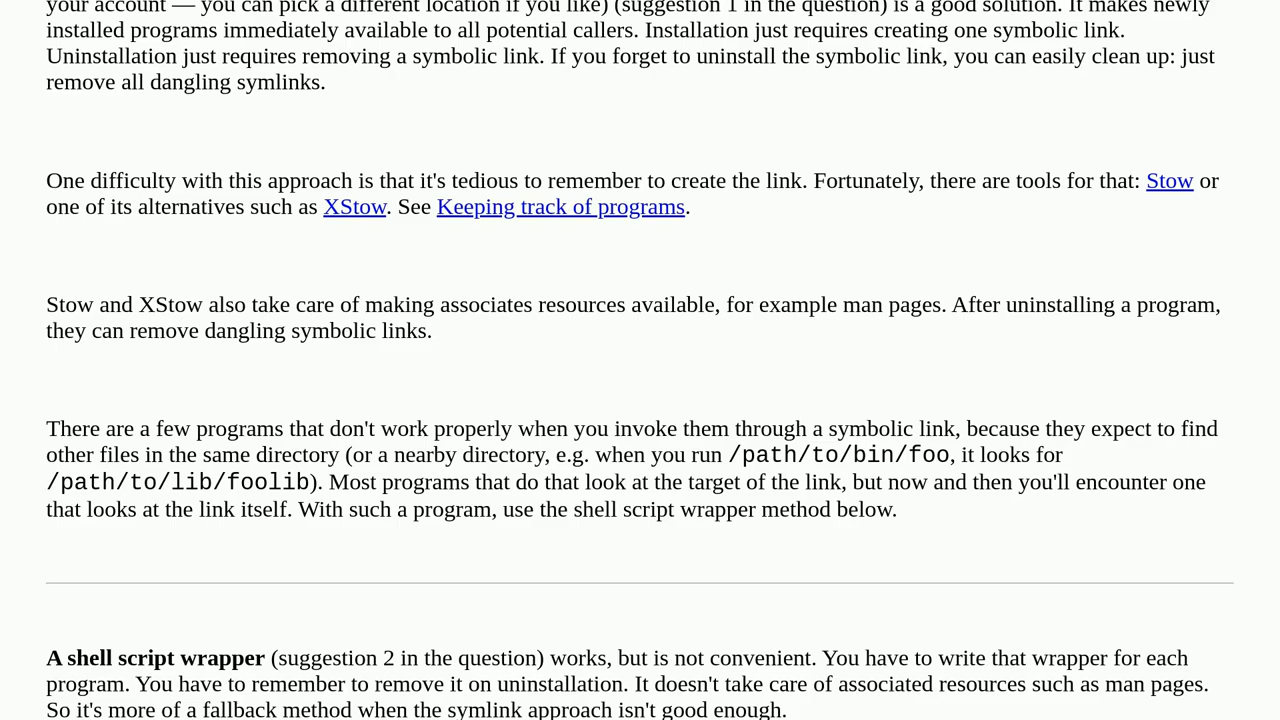 your account — you can pick a different location if you like) (suggestion 1 in the question) is a good solution. It makes newly
installed programs immediately available to all potential callers. Installation just requires creating one symbolic link.
Uninstallation just requires removing a symbolic link. If you forget to uninstall the symbolic link, you can easily clean up: just
remove all dangling symlinks.
One difficulty with this approach is that it's tedious to remember to create the link. Fortunately, there are tools for that: Stow or
one of its alternatives such as XStow. See Keeping track of programs.
Stow and XStow also take care of making associates resources available, for example man pages. After uninstalling a program,
they can remove dangling symbolic links.
There are a few programs that don't work properly when you invoke them through a symbolic link, because they expect to find
other files in the same directory (or a nearby directory, e.g. when you run /path/to/bin/foo, it looks for
/path/to/lib/foolib). Most programs that do that look at the target of the link, but now and then you'll encounter one
that looks at the link itself. With such a program, use the shell script wrapper method below.
A shell script wrapper (suggestion 2 in the question) works, but is not convenient. You have to write that wrapper for each
program. You have to remember to remove it on uninstallation. It doesn't take care of associated resources such as man pages.
So it's more of a fallback method when the symlink approach isn't good enough.